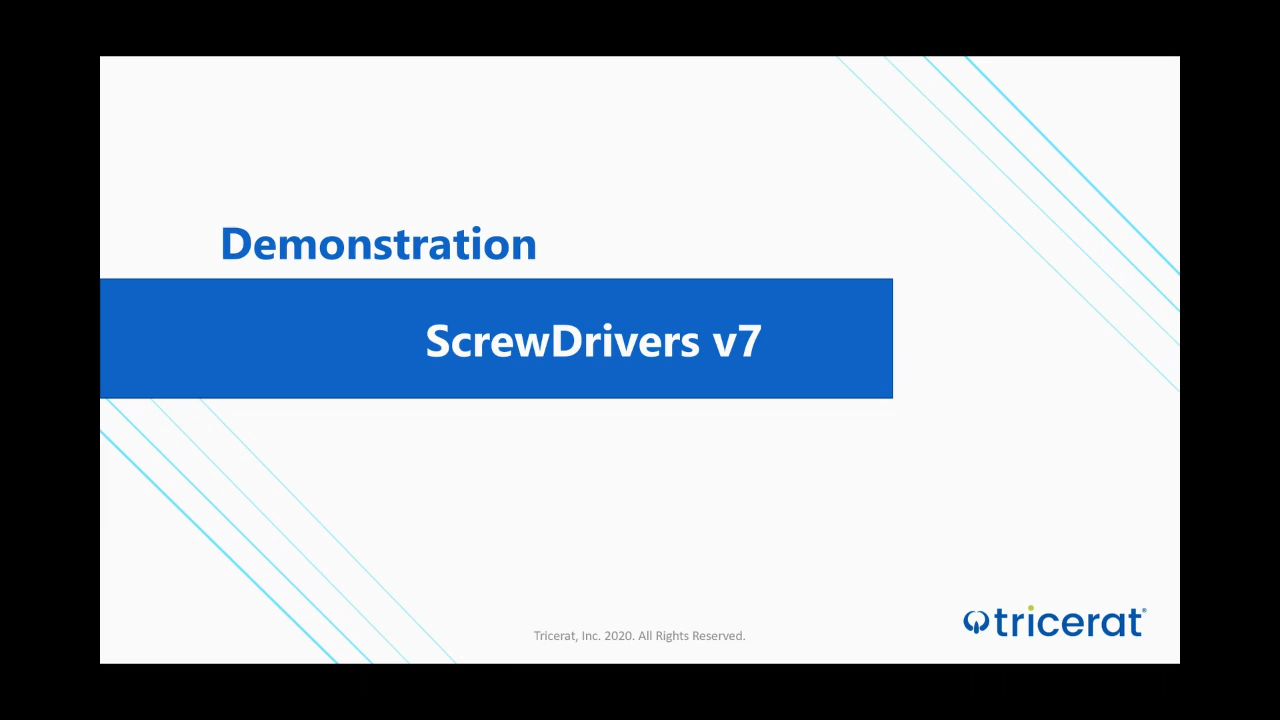 Demonstration
ScrewDrivers v7
Tricerat, Inc. 2020. All Rights Reserved.
tricerat®